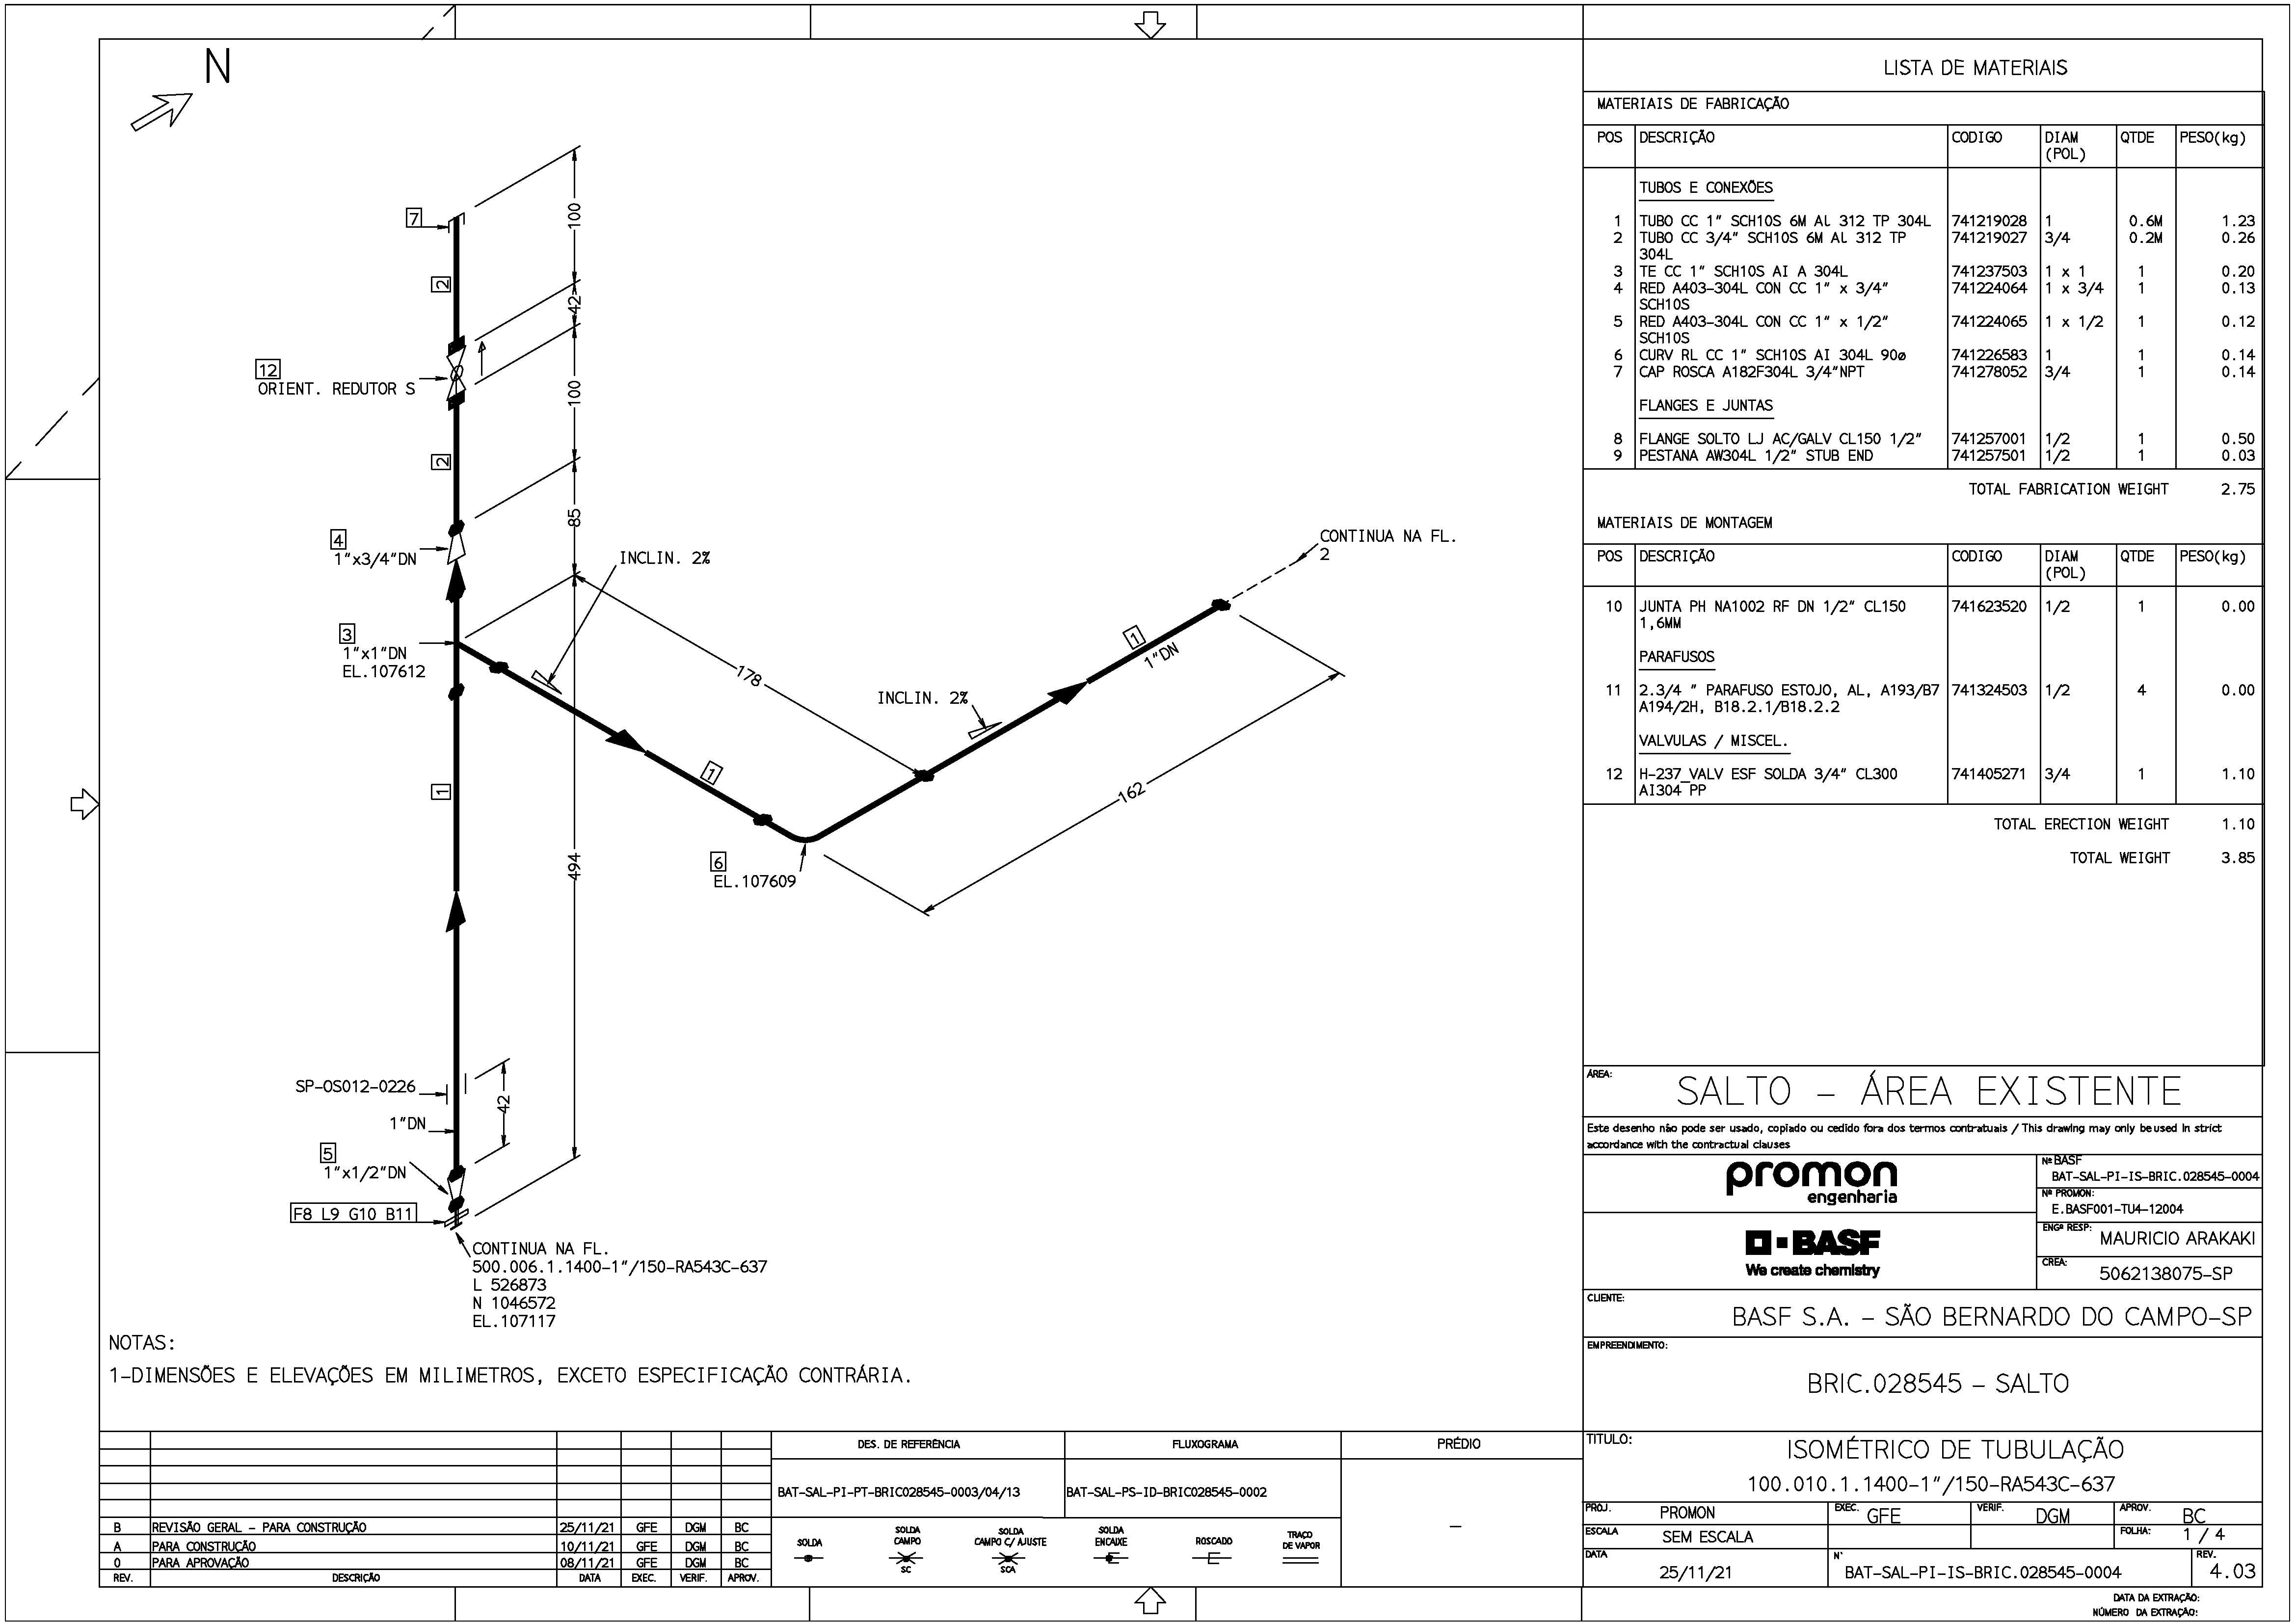 N
7
100
2
42
12
ORIENT. REDUTOR S
100
2
85
4
1"x3/4"DN
INCLIN. 2%
CONTINUA NA FL.
2
3
1"x1"DN
EL.107612
1
1"DN
178
INCLIN. 2%
1
1
162
494
6
EL.107609
SP-OS012-0226
42
1"DN
5
1"x1/2"DN
F8 L9 G10 B11
CONTINUA NA FL.
500.006.1.1400-1"/150-RA543C-637
L 526873
N 1046572
EL.107117
NOTAS:
1-DIMENSÕES E ELEVAÇÕES EM MILIMETROS, EXCETO ESPECIFICAÇÃO CONTRÁRIA.
LISTA DE MATERIAIS
MATERIAIS DE FABRICAÇÃO
POS DESCRIÇÃO CODIGO DIAM QTDE PESO(kg)
(POL)
TUBOS E CONEXÕES
1 TUBO CC 1" SCH10S 6M AL 312 TP 304L 741219028 1 0.6M 1.23
2 TUBO CC 3/4" SCH10S 6M AL 312 TP 741219027 3/4 0.2M 0.26
304L
3 TE CC 1" SCH10S AI A 304L 741237503 1 x 1 1 0.20
4 RED A403-304L CON CC 1" x 3/4" 741224064 1 x 3/4 1 0.13
SCH10S
5 RED A403-304L CON CC 1" x 1/2" 741224065 1 x 1/2 1 0.12
SCH10S
6 CURV RL CC 1" SCH10S AI 304L 90ø 741226583 1 1 0.14
7 CAP ROSCA A182F304L 3/4"NPT 741278052 3/4 1 0.14
FLANGES E JUNTAS
8 FLANGE SOLTO LJ AC/GALV CL150 1/2" 741257001 1/2 1 0.50
9 PESTANA AW304L 1/2" STUB END 741257501 1/2 1 0.03
TOTAL FABRICATION WEIGHT 2.75
MATERIAIS DE MONTAGEM
POS DESCRIÇÃO CODIGO DIAM QTDE PESO(kg)
(POL)
10 JUNTA PH NA1002 RF DN 1/2" CL150 741623520 1/2 1 0.00
1,6MM
PARAFUSOS
11 2.3/4 " PARAFUSO ESTOJO, AL, A193/B7 741324503 1/2 4 0.00
A194/2H, B18.2.1/B18.2.2
VALVULAS / MISCEL.
12 H-237_VALV ESF SOLDA 3/4" CL300 741405271 3/4 1 1.10
AI304 PP
TOTAL ERECTION WEIGHT 1.10
TOTAL WEIGHT 3.85
ÁREA:
SALTO - ÁREA EXISTENTE
Este desenho não pode ser usado, copiado ou cedido fora dos termos contratuais / This drawing may only be used in strict
accordance with the contractual clauses
promon
engenharia
Nº BASF
BAT-SAL-PI-IS-BRIC.028545-0004
Nº PROMON:
E.BASF001-TU4-12004
BASF
We create chemistry
ENGº RESP:
MAURICIO ARAKAKI
CREA:
5062138075-SP
CLIENTE:
BASF S.A. - SÃO BERNARDO DO CAMPO-SP
EMPREENDIMENTO:
BRIC.028545 - SALTO
TITULO:
ISOMÉTRICO DE TUBULAÇÃO
100.010.1.1400-1"/150-RA543C-637
PROJ. PROMON EXEC. GFE VERIF. DGM APROV. BC
ESCALA SEM ESCALA FOLHA: 1 / 4
DATA 25/11/21 N° BAT-SAL-PI-IS-BRIC.028545-0004 REV. 4.03
DATA DA EXTRAÇÃO:
NÚMERO DA EXTRAÇÃO:
B REVISÃO GERAL - PARA CONSTRUÇÃO 25/11/21 GFE DGM BC
A PARA CONSTRUÇÃO 10/11/21 GFE DGM BC
0 PARA APROVAÇÃO 08/11/21 GFE DGM BC
REV. DESCRIÇÃO DATA EXEC. VERIF. APROV.
DES. DE REFERÊNCIA FLUXOGRAMA PRÉDIO
BAT-SAL-PI-PT-BRIC028545-0003/04/13 BAT-SAL-PS-ID-BRIC028545-0002 -
SOLDA
SOLDA CAMPO SC
SOLDA CAMPO C/ AJUSTE SCA
SOLDA ENCAIXE
ROSCADO
TRAÇO DE VAPOR